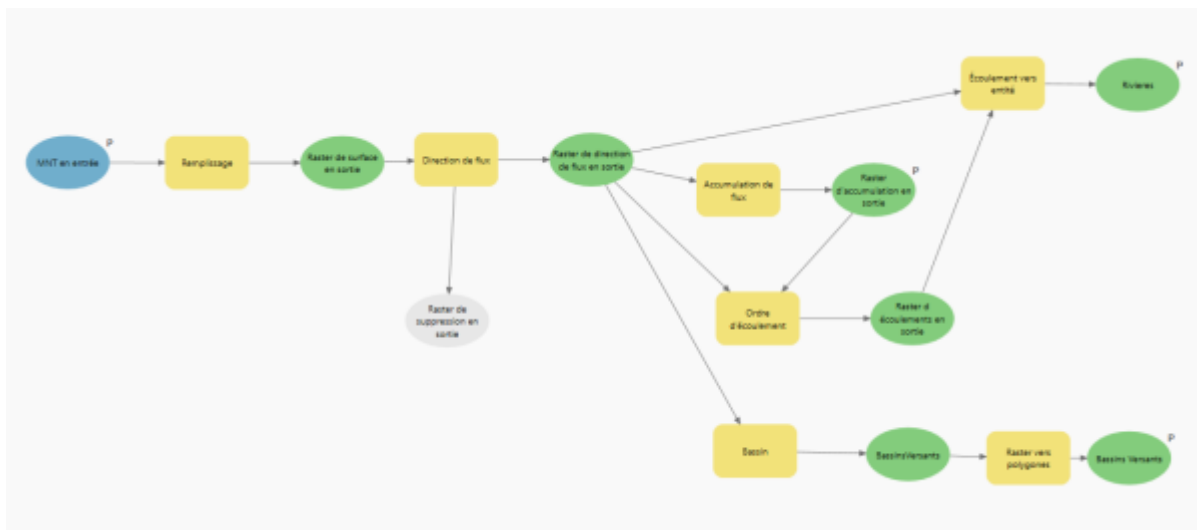 MNT en entrée
P
Remplissage
Raster de surface
en sortie
Direction de flux
Raster de
suppression en
sortie
Raster de direction
de flux en sortie
Écoulement vers
entité
Rivieres
P
Accumulation de
flux
Raster
d'accumulation en
sortie
P
Ordre
d'écoulement
Raster d
écoulements en
sortie
Bassin
BassinsVersants
Raster vers
polygones
Bassins Versants
P